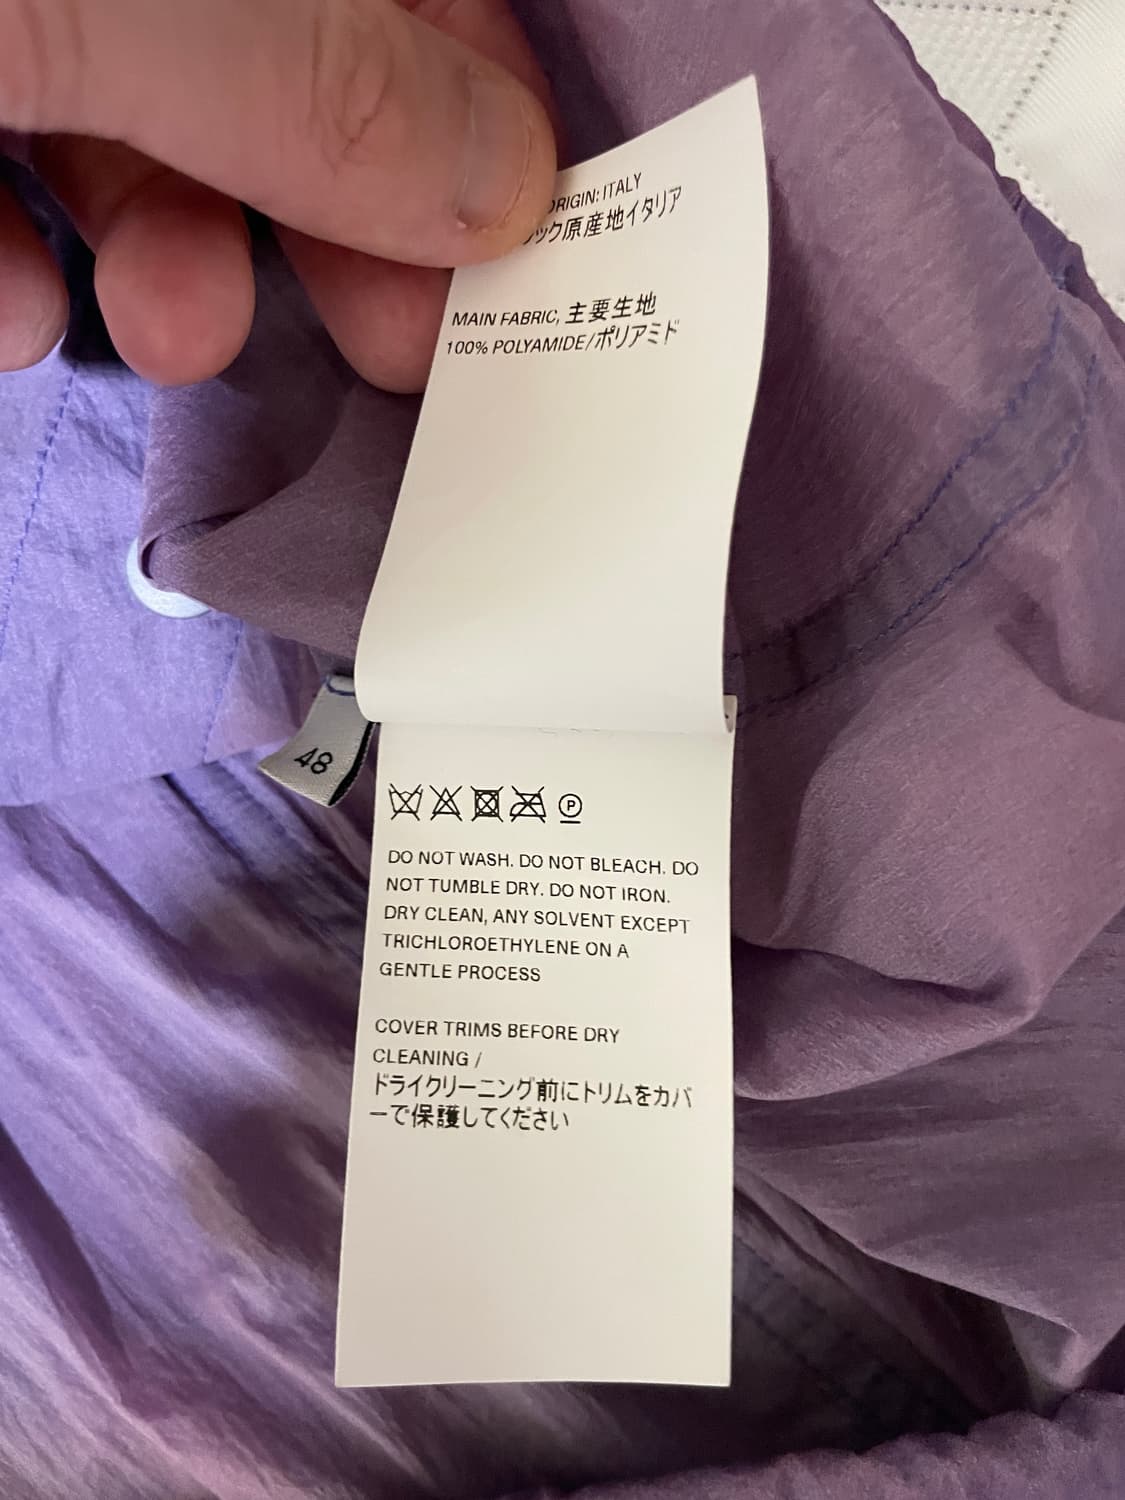 ORIGIN: ITALY
ック原産地イタリア
MAIN FABRIC, 主要生地
100% POLYAMIDE/ポリアミド
48
P
DO NOT WASH. DO NOT BLEACH. DO
NOT TUMBLE DRY. DO NOT IRON.
DRY CLEAN, ANY SOLVENT EXCEPT
TRICHLOROETHYLENE ON A
GENTLE PROCESS
COVER TRIMS BEFORE DRY
CLEANING /
ドライクリーニング前にトリムをカバ
ーで保護してください